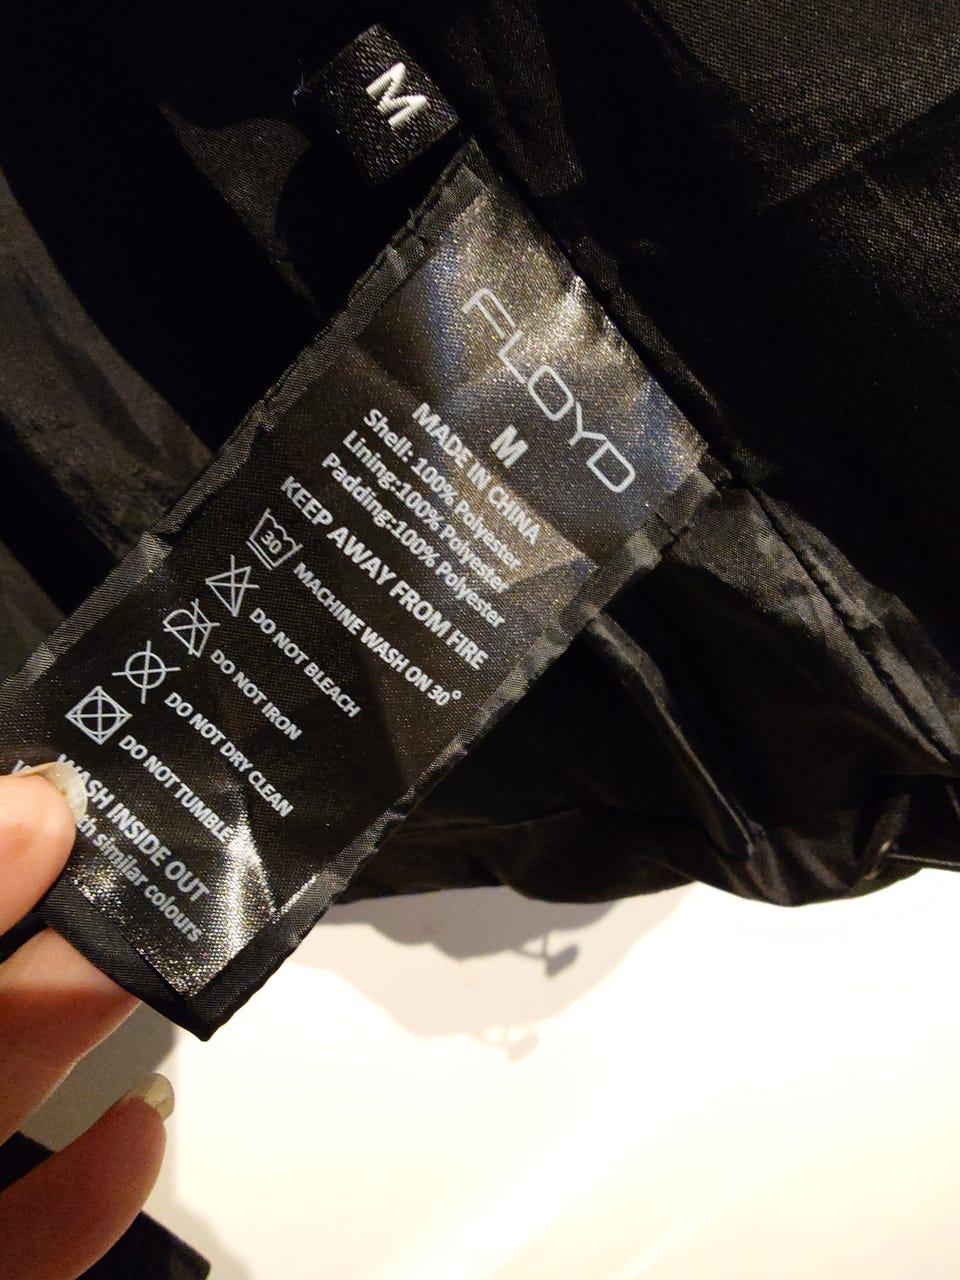 M
FLOYD
M
MADE IN CHINA
Shell: 100% Polyester
Lining:100% Polyester
Padding:100% Polyester
KEEP AWAY FROM FIRE
30 MACHINE WASH ON 30°
DO NOT BLEACH
DO NOT IRON
DO NOT DRY CLEAN
DO NOT TUMBLE
WASH INSIDE OUT
similar colours